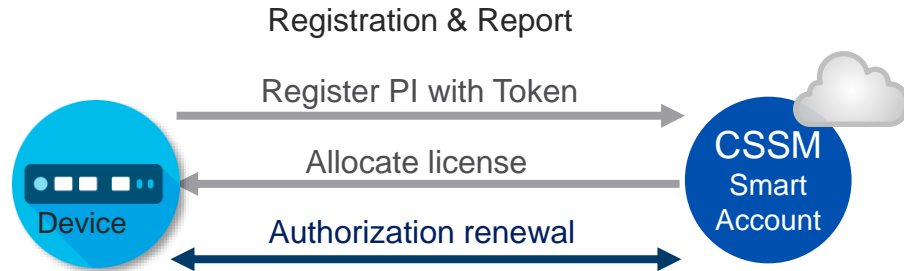 Registration & Report
Register PI with Token
Allocate license
Authorization renewal
Device
CSSM
Smart
Account